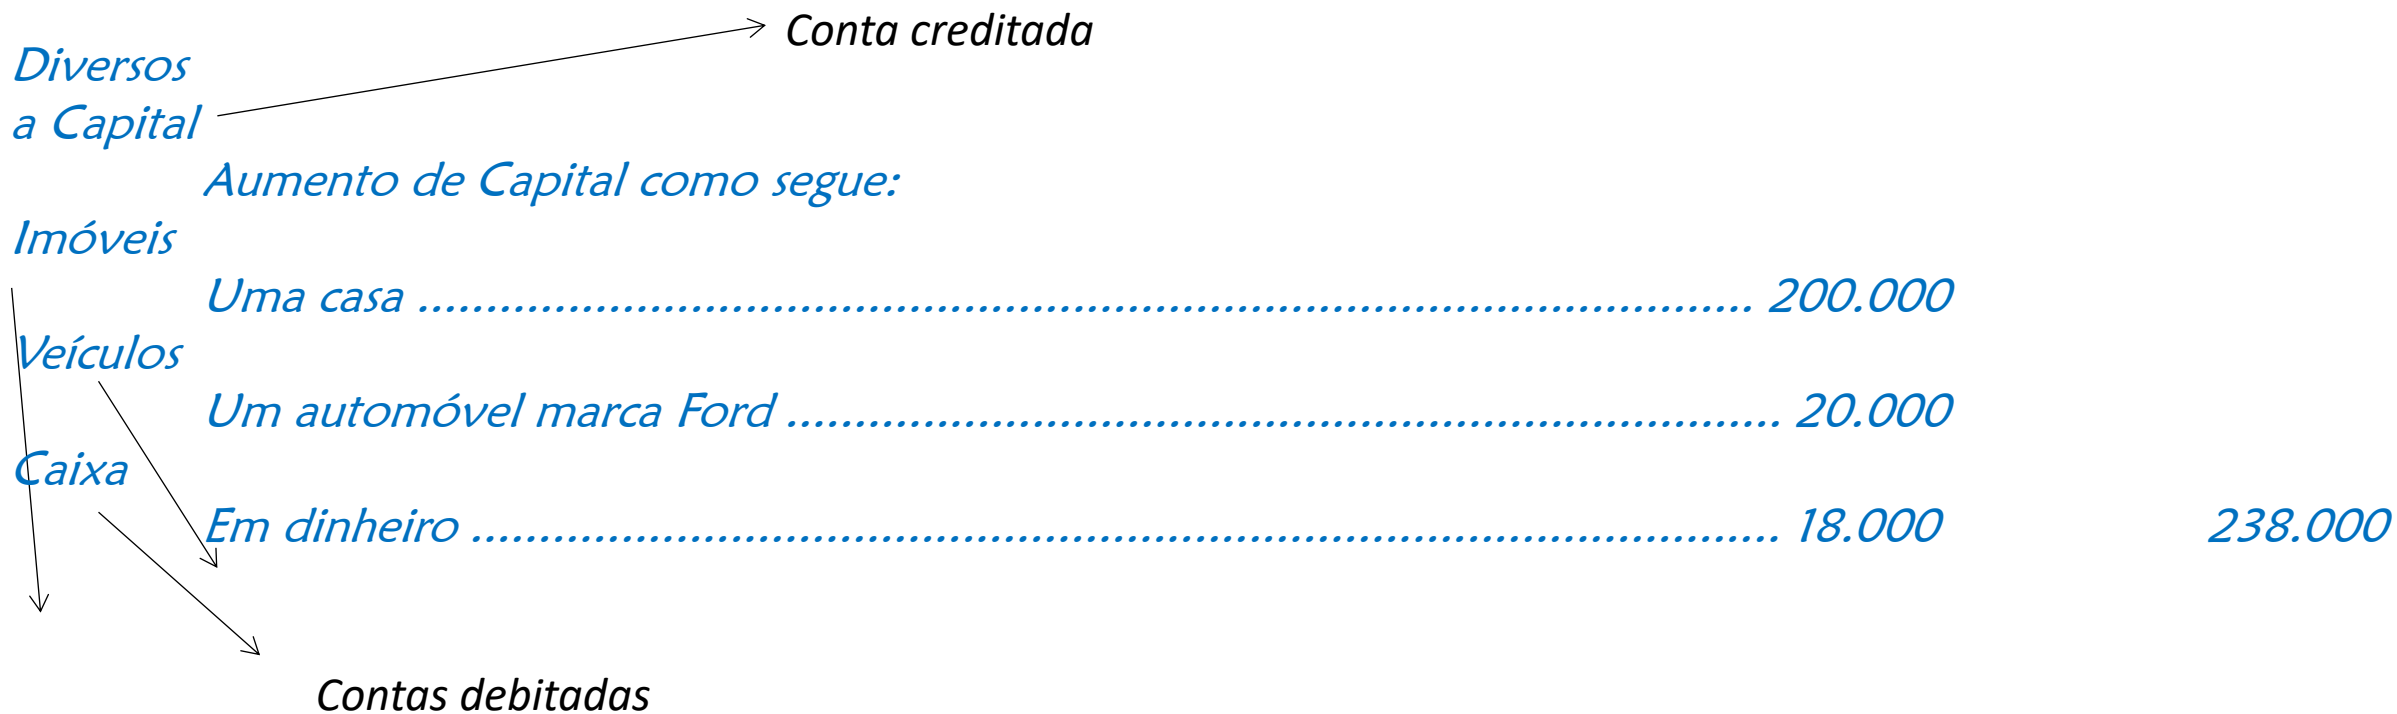 Conta creditada
Diversos
a Capital
Aumento de Capital como segue:
Imóveis
Uma casa .................................................................................................. 200.000
Veículos
Um automóvel marca Ford ......................................................................... 20.000
Caixa
Em dinheiro ................................................................................................ 18.000 238.000
Contas debitadas